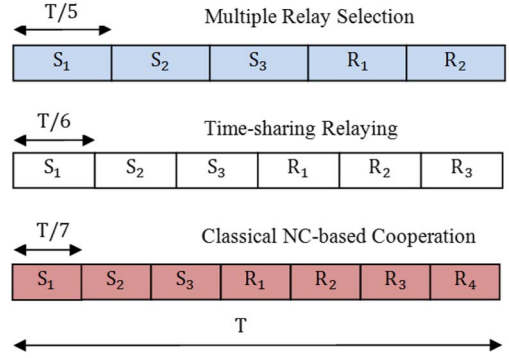 T/5 Multiple Relay Selection
S₁ S₂ S₃ R₁ R₂
T/6 Time-sharing Relaying
S₁ S₂ S₃ R₁ R₂ R₃
T/7 Classical NC-based Cooperation
S₁ S₂ S₃ R₁ R₂ R₃ R₄
T